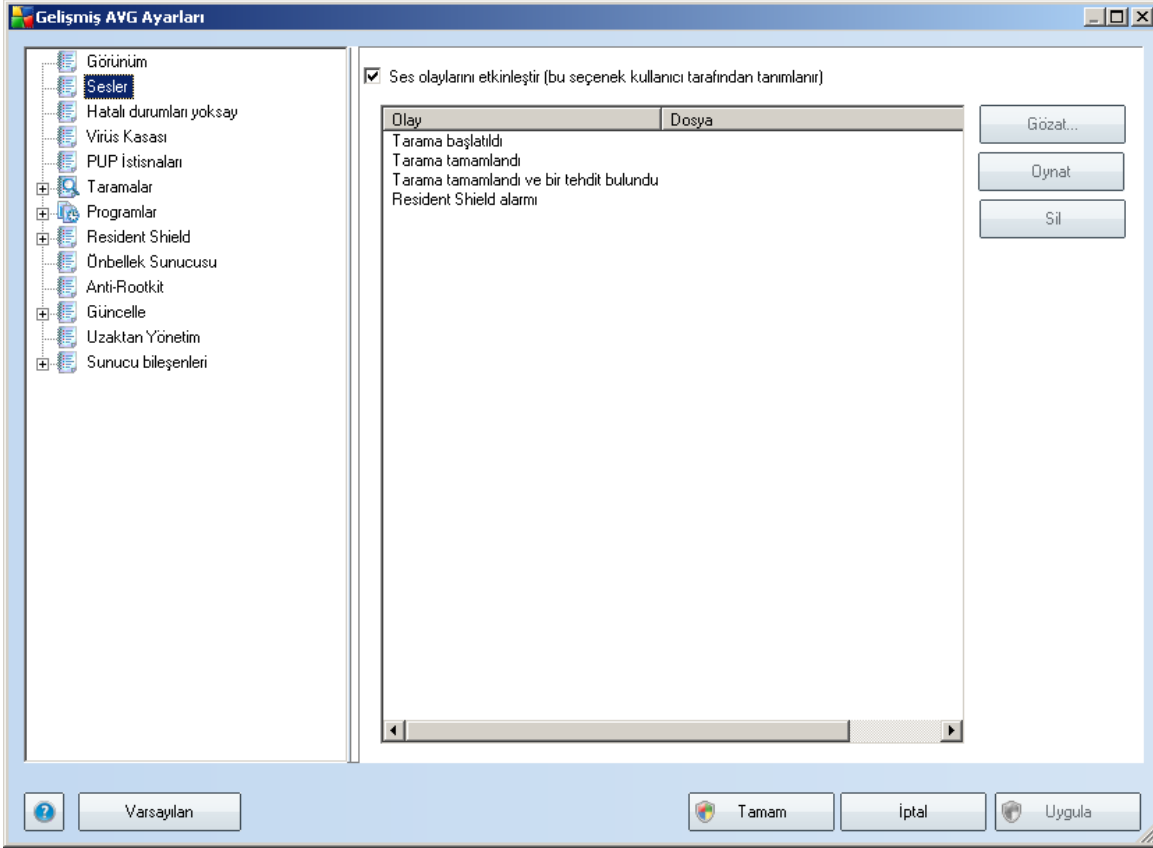 Gelişmiş AVG Ayarları
Görünüm
Sesler
Hatalı durumları yoksay
Virüs Kasası
PUP İstisnaları
Taramalar
Programlar
Resident Shield
Önbellek Sunucusu
Anti-Rootkit
Güncelle
Uzaktan Yönetim
Sunucu bileşenleri
Ses olaylarını etkinleştir (bu seçenek kullanıcı tarafından tanımlanır)
Olay Dosya
Tarama başlatıldı
Tarama tamamlandı
Tarama tamamlandı ve bir tehdit bulundu
Resident Shield alarmı
Gözat...
Oynat
Sil
? Varsayılan Tamam İptal Uygula